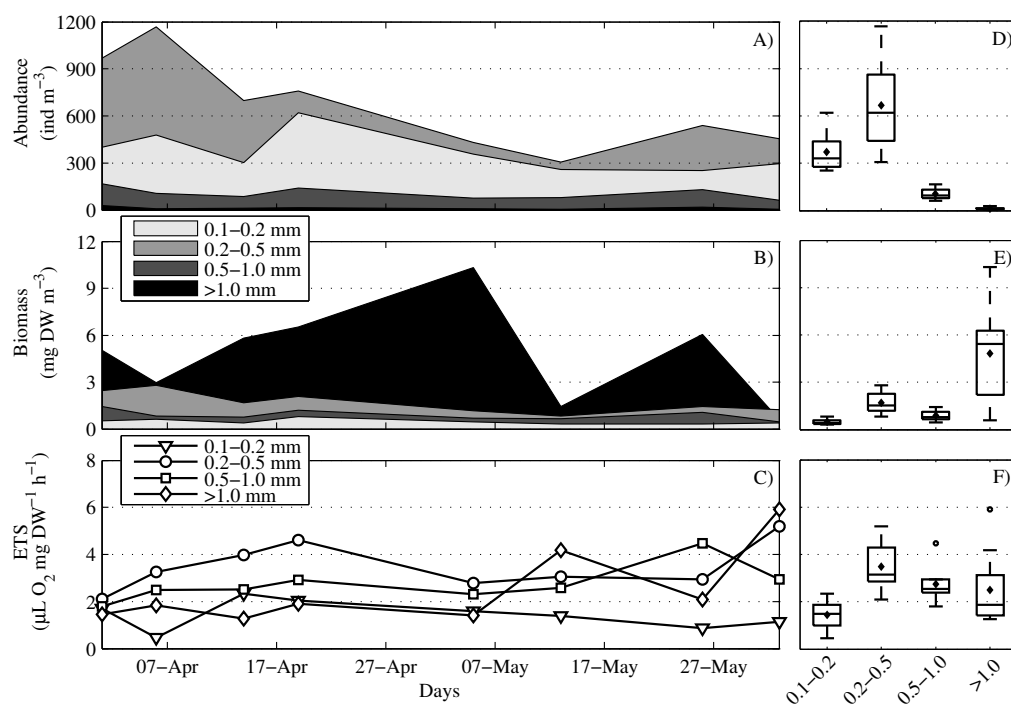 1200
900
600
300
0
Abundance
(ind m⁻³)
A)
D)
0.1–0.2 mm
0.2–0.5 mm
0.5–1.0 mm
>1.0 mm
12
9
6
3
0
Biomass
(mg DW m⁻³)
B)
E)
0.1–0.2 mm
0.2–0.5 mm
0.5–1.0 mm
>1.0 mm
8
6
4
2
0
ETS
(µL O₂ mg DW⁻¹ h⁻¹)
C)
F)
07–Apr 17–Apr 27–Apr 07–May 17–May 27–May
Days
0.1–0.2 0.2–0.5 0.5–1.0 >1.0